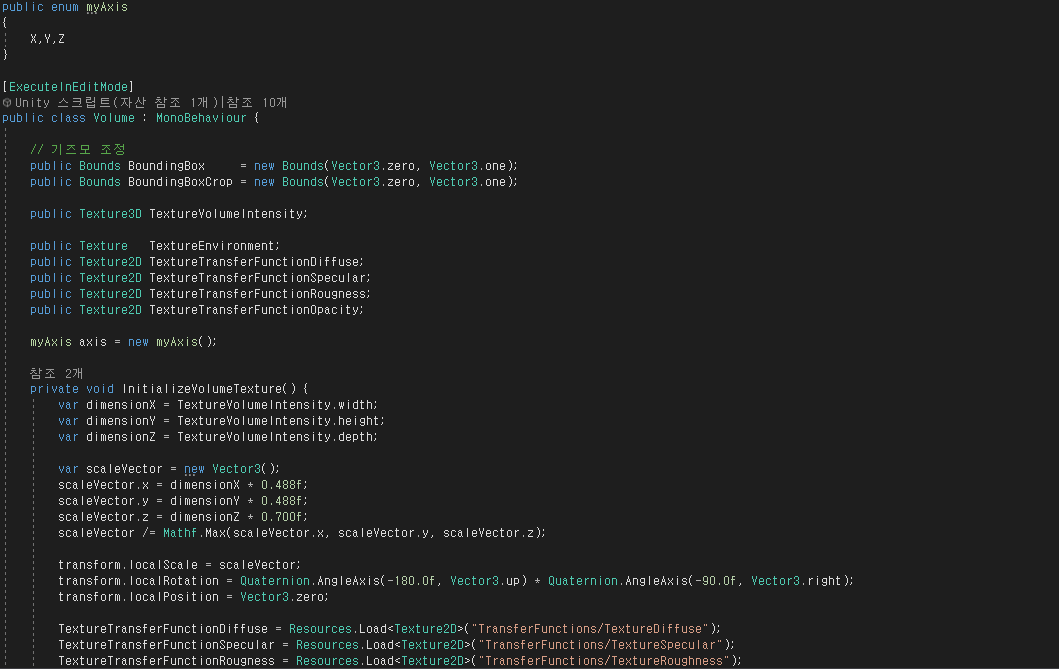 public enum myAxis
{
    X,Y,Z
}

[ExecuteInEditMode]
Unity 스크립트(자산 참조 1개)|참조 10개
public class Volume : MonoBehaviour {

    // 기즈모 조정
    public Bounds BoundingBox     = new Bounds(Vector3.zero, Vector3.one);
    public Bounds BoundingBoxCrop = new Bounds(Vector3.zero, Vector3.one);

    public Texture3D TextureVolumeIntensity;

    public Texture   TextureEnvironment;
    public Texture2D TextureTransferFunctionDiffuse;
    public Texture2D TextureTransferFunctionSpecular;
    public Texture2D TextureTransferFunctionRougness;
    public Texture2D TextureTransferFunctionOpacity;

    myAxis axis = new myAxis();

    참조 2개
    private void InitializeVolumeTexture() {
        var dimensionX = TextureVolumeIntensity.width;
        var dimensionY = TextureVolumeIntensity.height;
        var dimensionZ = TextureVolumeIntensity.depth;

        var scaleVector = new Vector3();
        scaleVector.x = dimensionX * 0.488f;
        scaleVector.y = dimensionY * 0.488f;
        scaleVector.z = dimensionZ * 0.700f;
        scaleVector /= Mathf.Max(scaleVector.x, scaleVector.y, scaleVector.z);

        transform.localScale = scaleVector;
        transform.localRotation = Quaternion.AngleAxis(-180.0f, Vector3.up) * Quaternion.AngleAxis(-90.0f, Vector3.right);
        transform.localPosition = Vector3.zero;

        TextureTransferFunctionDiffuse = Resources.Load<Texture2D>("TransferFunctions/TextureDiffuse");
        TextureTransferFunctionSpecular = Resources.Load<Texture2D>("TransferFunctions/TextureSpecular");
        TextureTransferFunctionRougness = Resources.Load<Texture2D>("TransferFunctions/TextureRoughness");